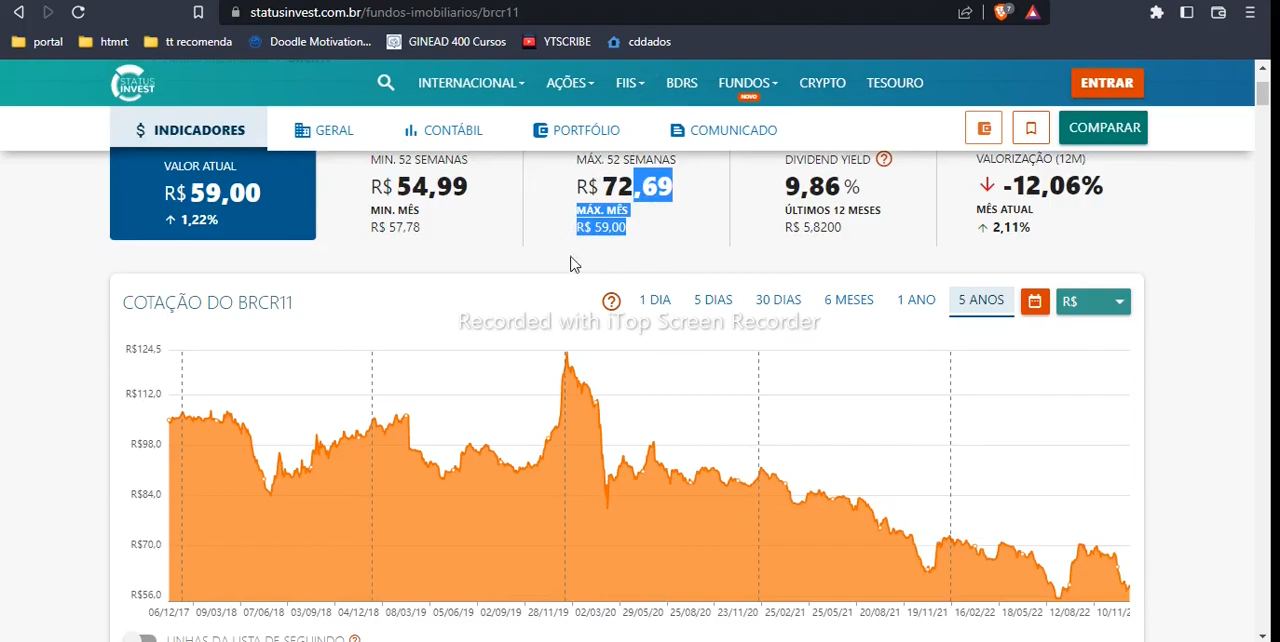 statusinvest.com.br/fundos-imobiliarios/brcr11
7
portal
htmrt
tt recomenda
Doodle Motivation...
GINEAD 400 Cursos
YTSCRIBE
cddados
STATUS
INVEST
INTERNACIONAL
AÇÕES
FIIS
BDRS
FUNDOS
NOVO
CRYPTO
TESOURO
ENTRAR
$ INDICADORES
GERAL
CONTÁBIL
PORTFÓLIO
COMUNICADO
COMPARAR
VALOR ATUAL
R$ 59,00
↑ 1,22%
MIN. 52 SEMANAS
R$ 54,99
MIN. MÊS
R$ 57,78
MÁX. 52 SEMANAS
R$ 72,69
MÁX. MÊS
R$ 59,00
DIVIDEND YIELD ?
9,86 %
ÚLTIMOS 12 MESES
R$ 5,8200
VALORIZAÇÃO (12M)
↓ -12,06%
MÊS ATUAL
↑ 2,11%
COTAÇÃO DO BRCR11
?
1 DIA
5 DIAS
30 DIAS
6 MESES
1 ANO
5 ANOS
R$
Recorded with iTop Screen Recorder
R$124.5
R$112.0
R$98.0
R$84.0
R$70.0
R$56.0
06/12/17 09/03/18 07/06/18 03/09/18 04/12/18 08/03/19 05/06/19 02/09/19 28/11/19 02/03/20 29/05/20 25/08/20 23/11/20 25/02/21 25/05/21 20/08/21 19/11/21 16/02/22 18/05/22 12/08/22 10/11/2
LINHAS DA LISTA DE SEGUINDO ?